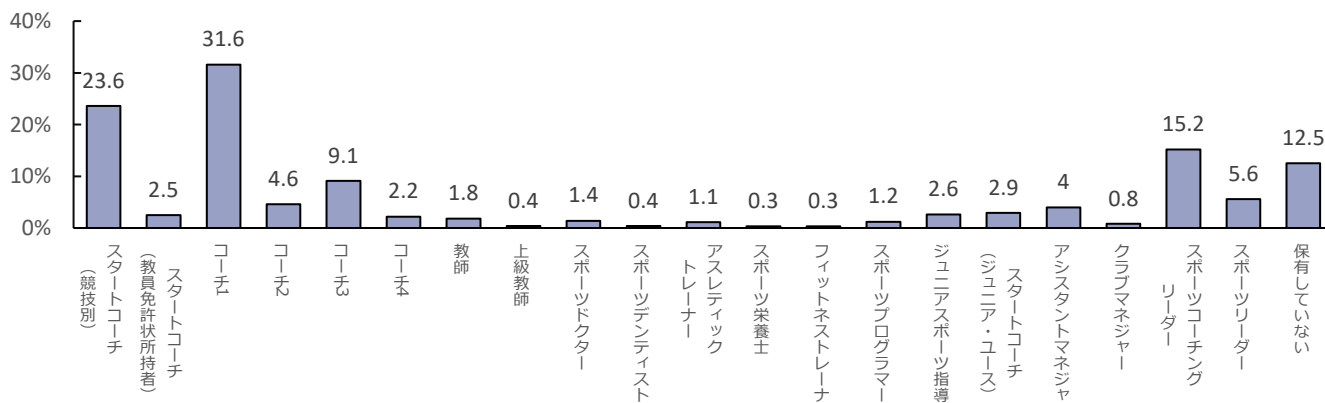 40%
30%
20%
10%
0%
23.6
2.5
31.6
4.6
9.1
2.2
1.8
0.4
1.4
0.4
1.1
0.3
0.3
1.2
2.6
2.9
4
0.8
15.2
5.6
12.5
スタートコーチ
（競技別）
スタートコーチ
（教員免許状所持者）
コーチ1
コーチ2
コーチ3
コーチ4
教師
上級教師
スポーツドクター
スポーツデンティスト
アスレティック
トレーナー
スポーツ栄養士
フィットネストレーナ
スポーツプログラマー
ジュニアスポーツ指導
スタートコーチ
（ジュニア・ユース）
アシスタントマネジャ
クラブマネジャー
スポーツコーチング
リーダー
スポーツリーダー
保有していない